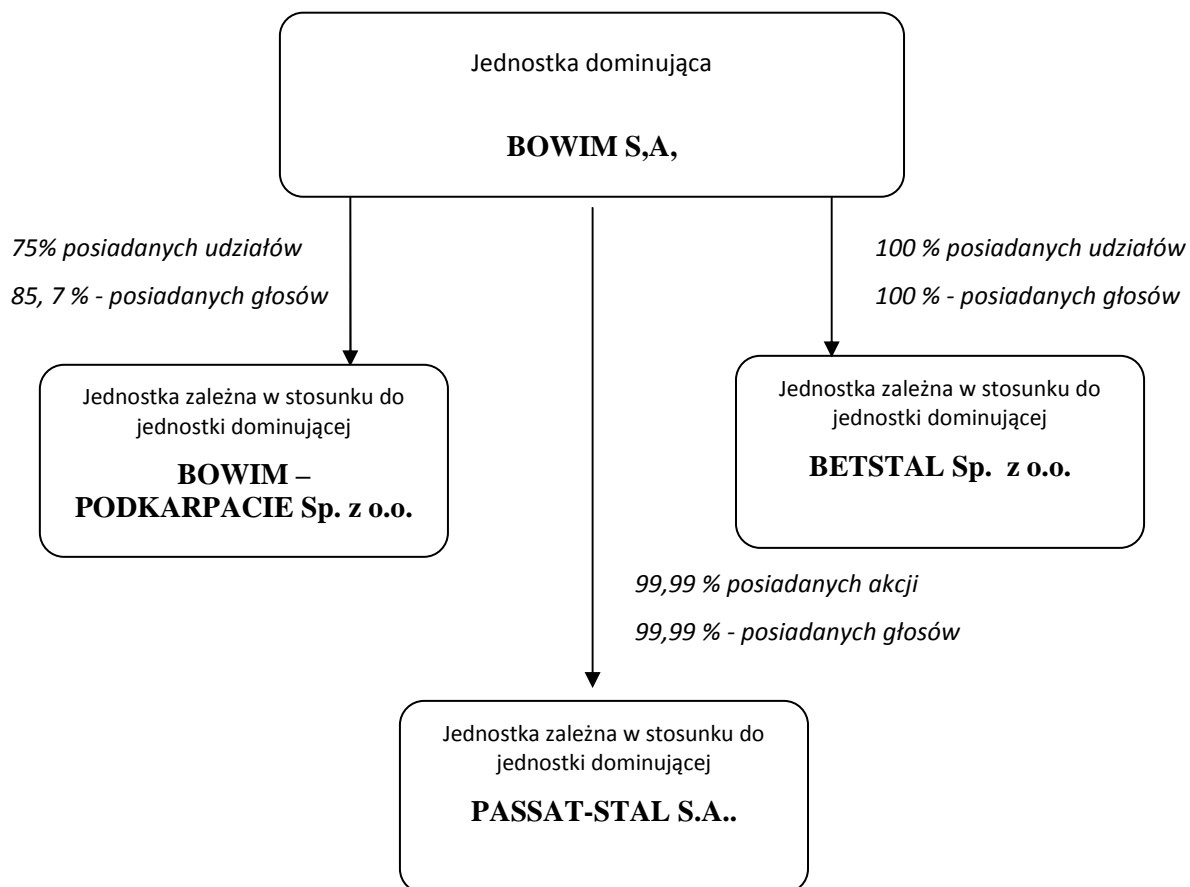 Jednostka dominująca
BOWIM S,A,
75% posiadanych udziałów
85, 7 % - posiadanych głosów
100 % posiadanych udziałów
100 % - posiadanych głosów
Jednostka zależna w stosunku do
jednostki dominującej
BOWIM –
PODKARPACIE Sp. z o.o.
Jednostka zależna w stosunku do
jednostki dominującej
BETSTAL Sp. z o.o.
99,99 % posiadanych akcji
99,99 % - posiadanych głosów
Jednostka zależna w stosunku do
jednostki dominującej
PASSAT-STAL S.A..